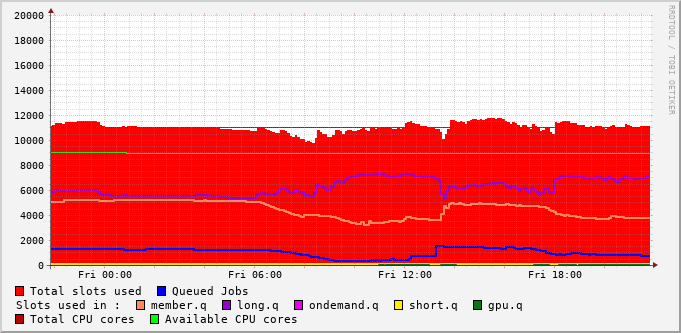 RRDTOOL / TOBI OETIKER
20000
18000
16000
14000
12000
10000
8000
6000
4000
2000
0
Fri 00:00 Fri 06:00 Fri 12:00 Fri 18:00
Total slots used Queued Jobs
Slots used in : member.q long.q ondemand.q short.q gpu.q
Total CPU cores Available CPU cores